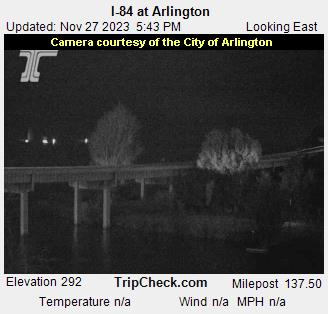 I-84 at Arlington
Updated: Nov 27 2023 5:43 PM Looking East
Camera courtesy of the City of Arlington
Elevation 292 TripCheck.com Milepost 137.50
Temperature n/a Wind n/a MPH n/a